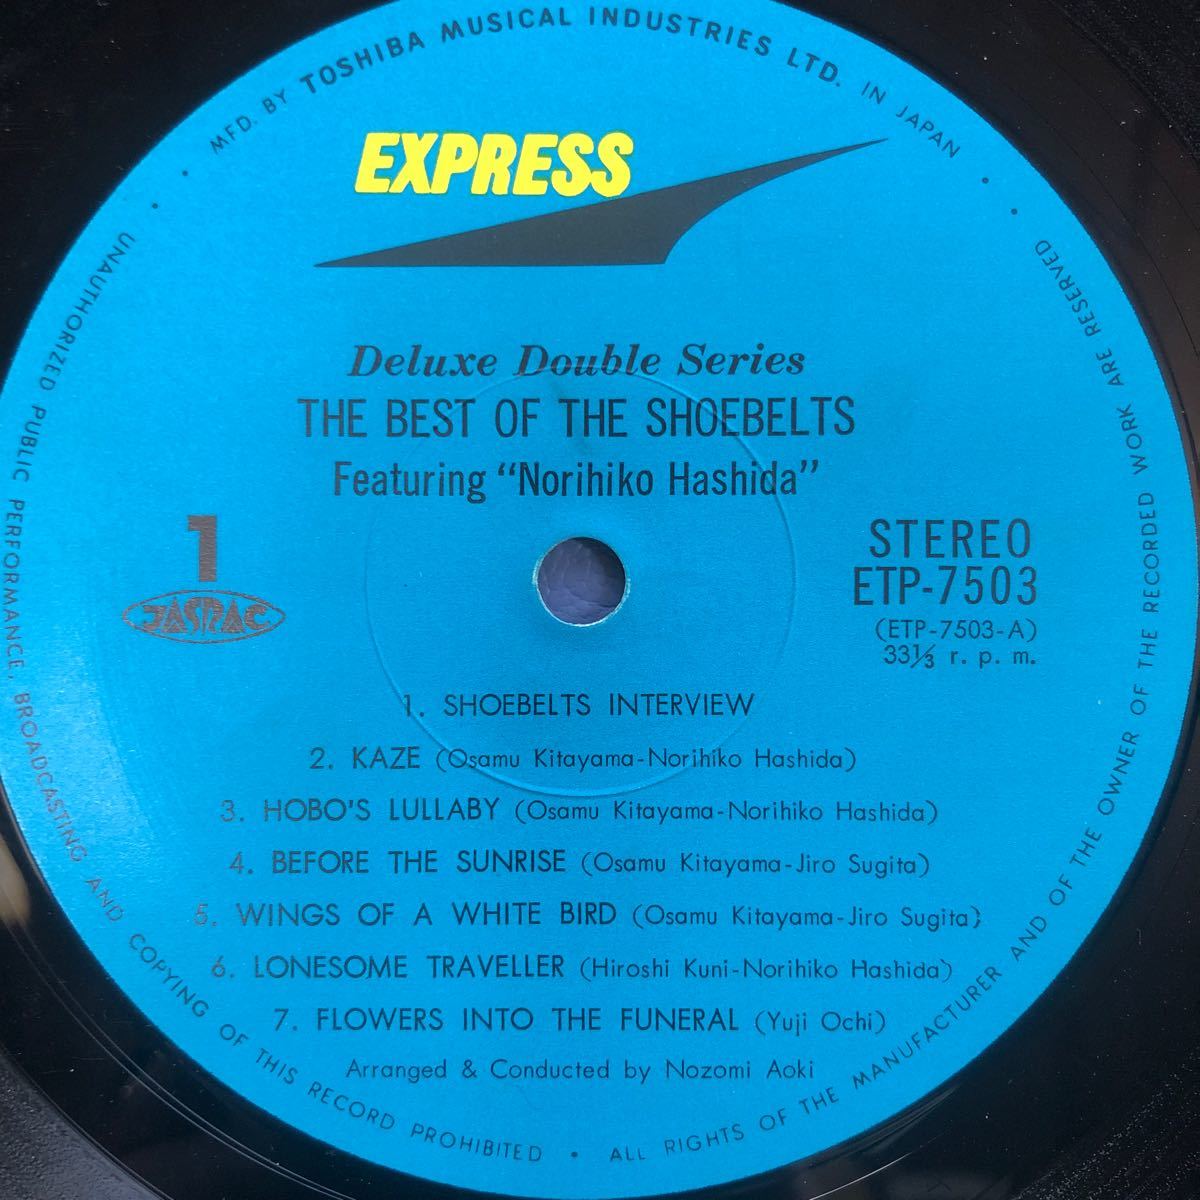 MFD. BY TOSHIBA MUSICAL INDUSTRIES LTD. IN JAPAN
EXPRESS
Deluxe Double Series
THE BEST OF THE SHOEBELTS
Featuring “Norihiko Hashida”
1
JASRAC
STEREO
ETP-7503
(ETP-7503-A)
33⅓ r. p. m.
1. SHOEBELTS INTERVIEW
2. KAZE (Osamu Kitayama-Norihiko Hashida)
3. HOBO'S LULLABY (Osamu Kitayama-Norihiko Hashida)
4. BEFORE THE SUNRISE (Osamu Kitayama-Jiro Sugita)
5. WINGS OF A WHITE BIRD (Osamu Kitayama-Jiro Sugita)
6. LONESOME TRAVELLER (Hiroshi Kuni-Norihiko Hashida)
7. FLOWERS INTO THE FUNERAL (Yuji Ochi)
Arranged & Conducted by Nozomi Aoki
UNAUTHORIZED PUBLIC PERFORMANCE, BROADCASTING AND COPYING OF THIS RECORD PROHIBITED • ALL RIGHTS OF THE MANUFACTURER AND OF THE OWNER OF THE RECORDED WORK ARE RESERVED